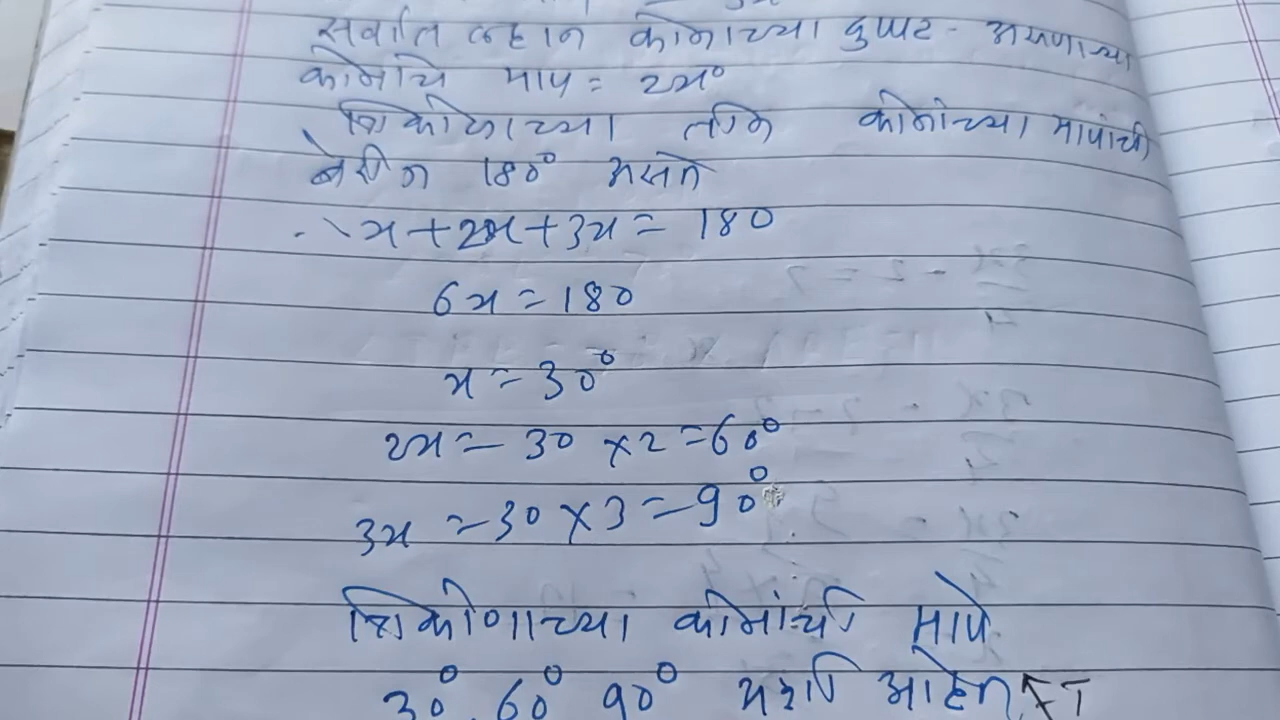 सर्वात लहान कोनाच्या दुप्पट - असणाऱ्या
कोनाचे माप = 2x°
त्रिकोणाच्या तीन कोनांच्या मापांची
बेरीज 180° असते
∴ x + 2x + 3x = 180
6x = 180
x = 30°
2x = 30 × 2 = 60°
3x = 30 × 3 = 90°
त्रिकोणाच्या कोनांची मापे
30°, 60° 90° अशी आहेत